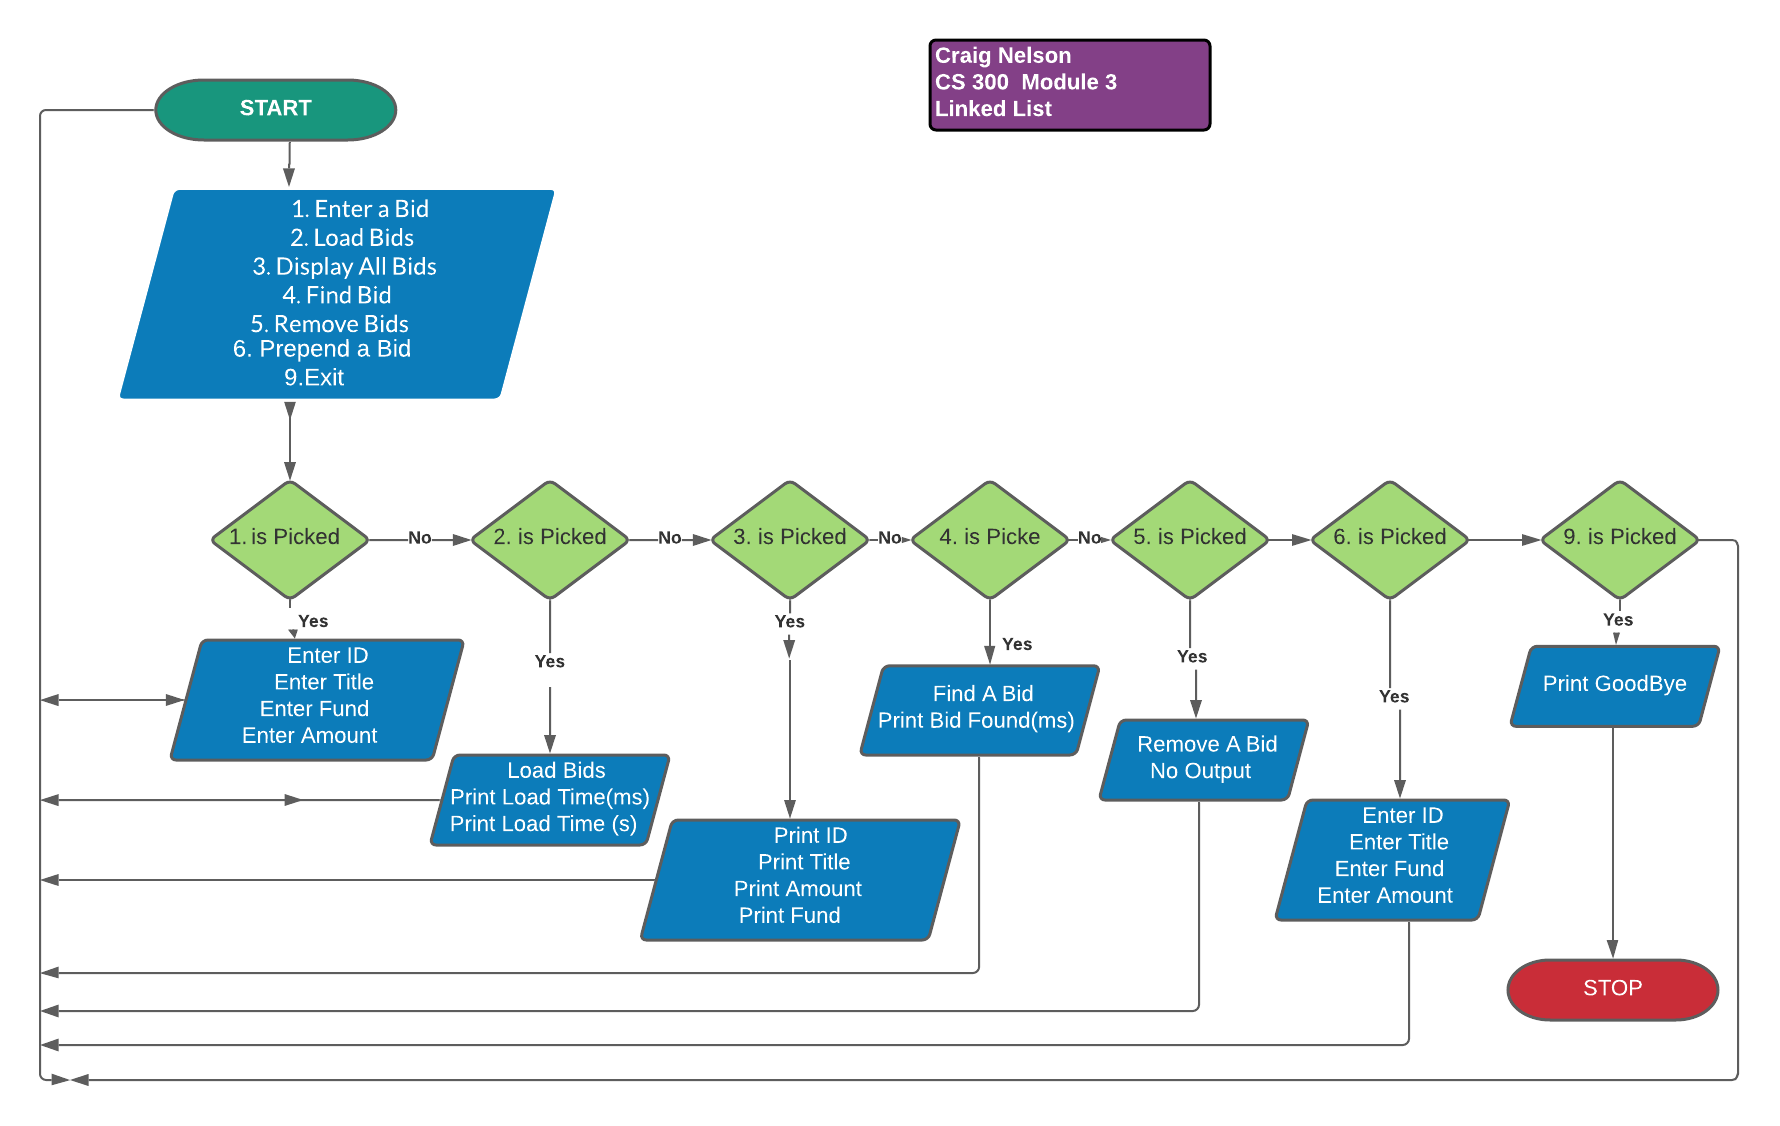 Craig Nelson
CS 300  Module 3
Linked List
START
1. Enter a Bid
2. Load Bids
3. Display All Bids
4. Find Bid
5. Remove Bids
6. Prepend a Bid
9.Exit
1. is Picked
No
2. is Picked
No
3. is Picked
No
4. is Picke
No
5. is Picked
6. is Picked
9. is Picked
Yes
Enter ID
Enter Title
Enter Fund
Enter Amount
Yes
Load Bids
Print Load Time(ms)
Print Load Time (s)
Yes
Print ID
Print Title
Print Amount
Print Fund
Yes
Find A Bid
Print Bid Found(ms)
Yes
Remove A Bid
No Output
Yes
Enter ID
Enter Title
Enter Fund
Enter Amount
Yes
Print GoodBye
STOP